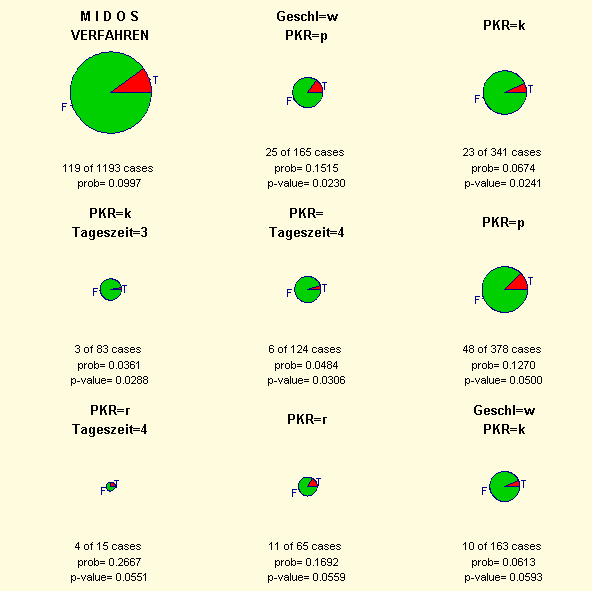 M I D O S
VERFAHREN
F
T
119 of 1193 cases
prob= 0.0997
Geschl=w
PKR=p
F
T
25 of 165 cases
prob= 0.1515
p-value= 0.0230
PKR=k
F
T
23 of 341 cases
prob= 0.0674
p-value= 0.0241
PKR=k
Tageszeit=3
F
T
3 of 83 cases
prob= 0.0361
p-value= 0.0288
PKR=
Tageszeit=4
F
T
6 of 124 cases
prob= 0.0484
p-value= 0.0306
PKR=p
F
T
48 of 378 cases
prob= 0.1270
p-value= 0.0500
PKR=r
Tageszeit=4
F
T
4 of 15 cases
prob= 0.2667
p-value= 0.0551
PKR=r
F
T
11 of 65 cases
prob= 0.1692
p-value= 0.0559
Geschl=w
PKR=k
F
T
10 of 163 cases
prob= 0.0613
p-value= 0.0593